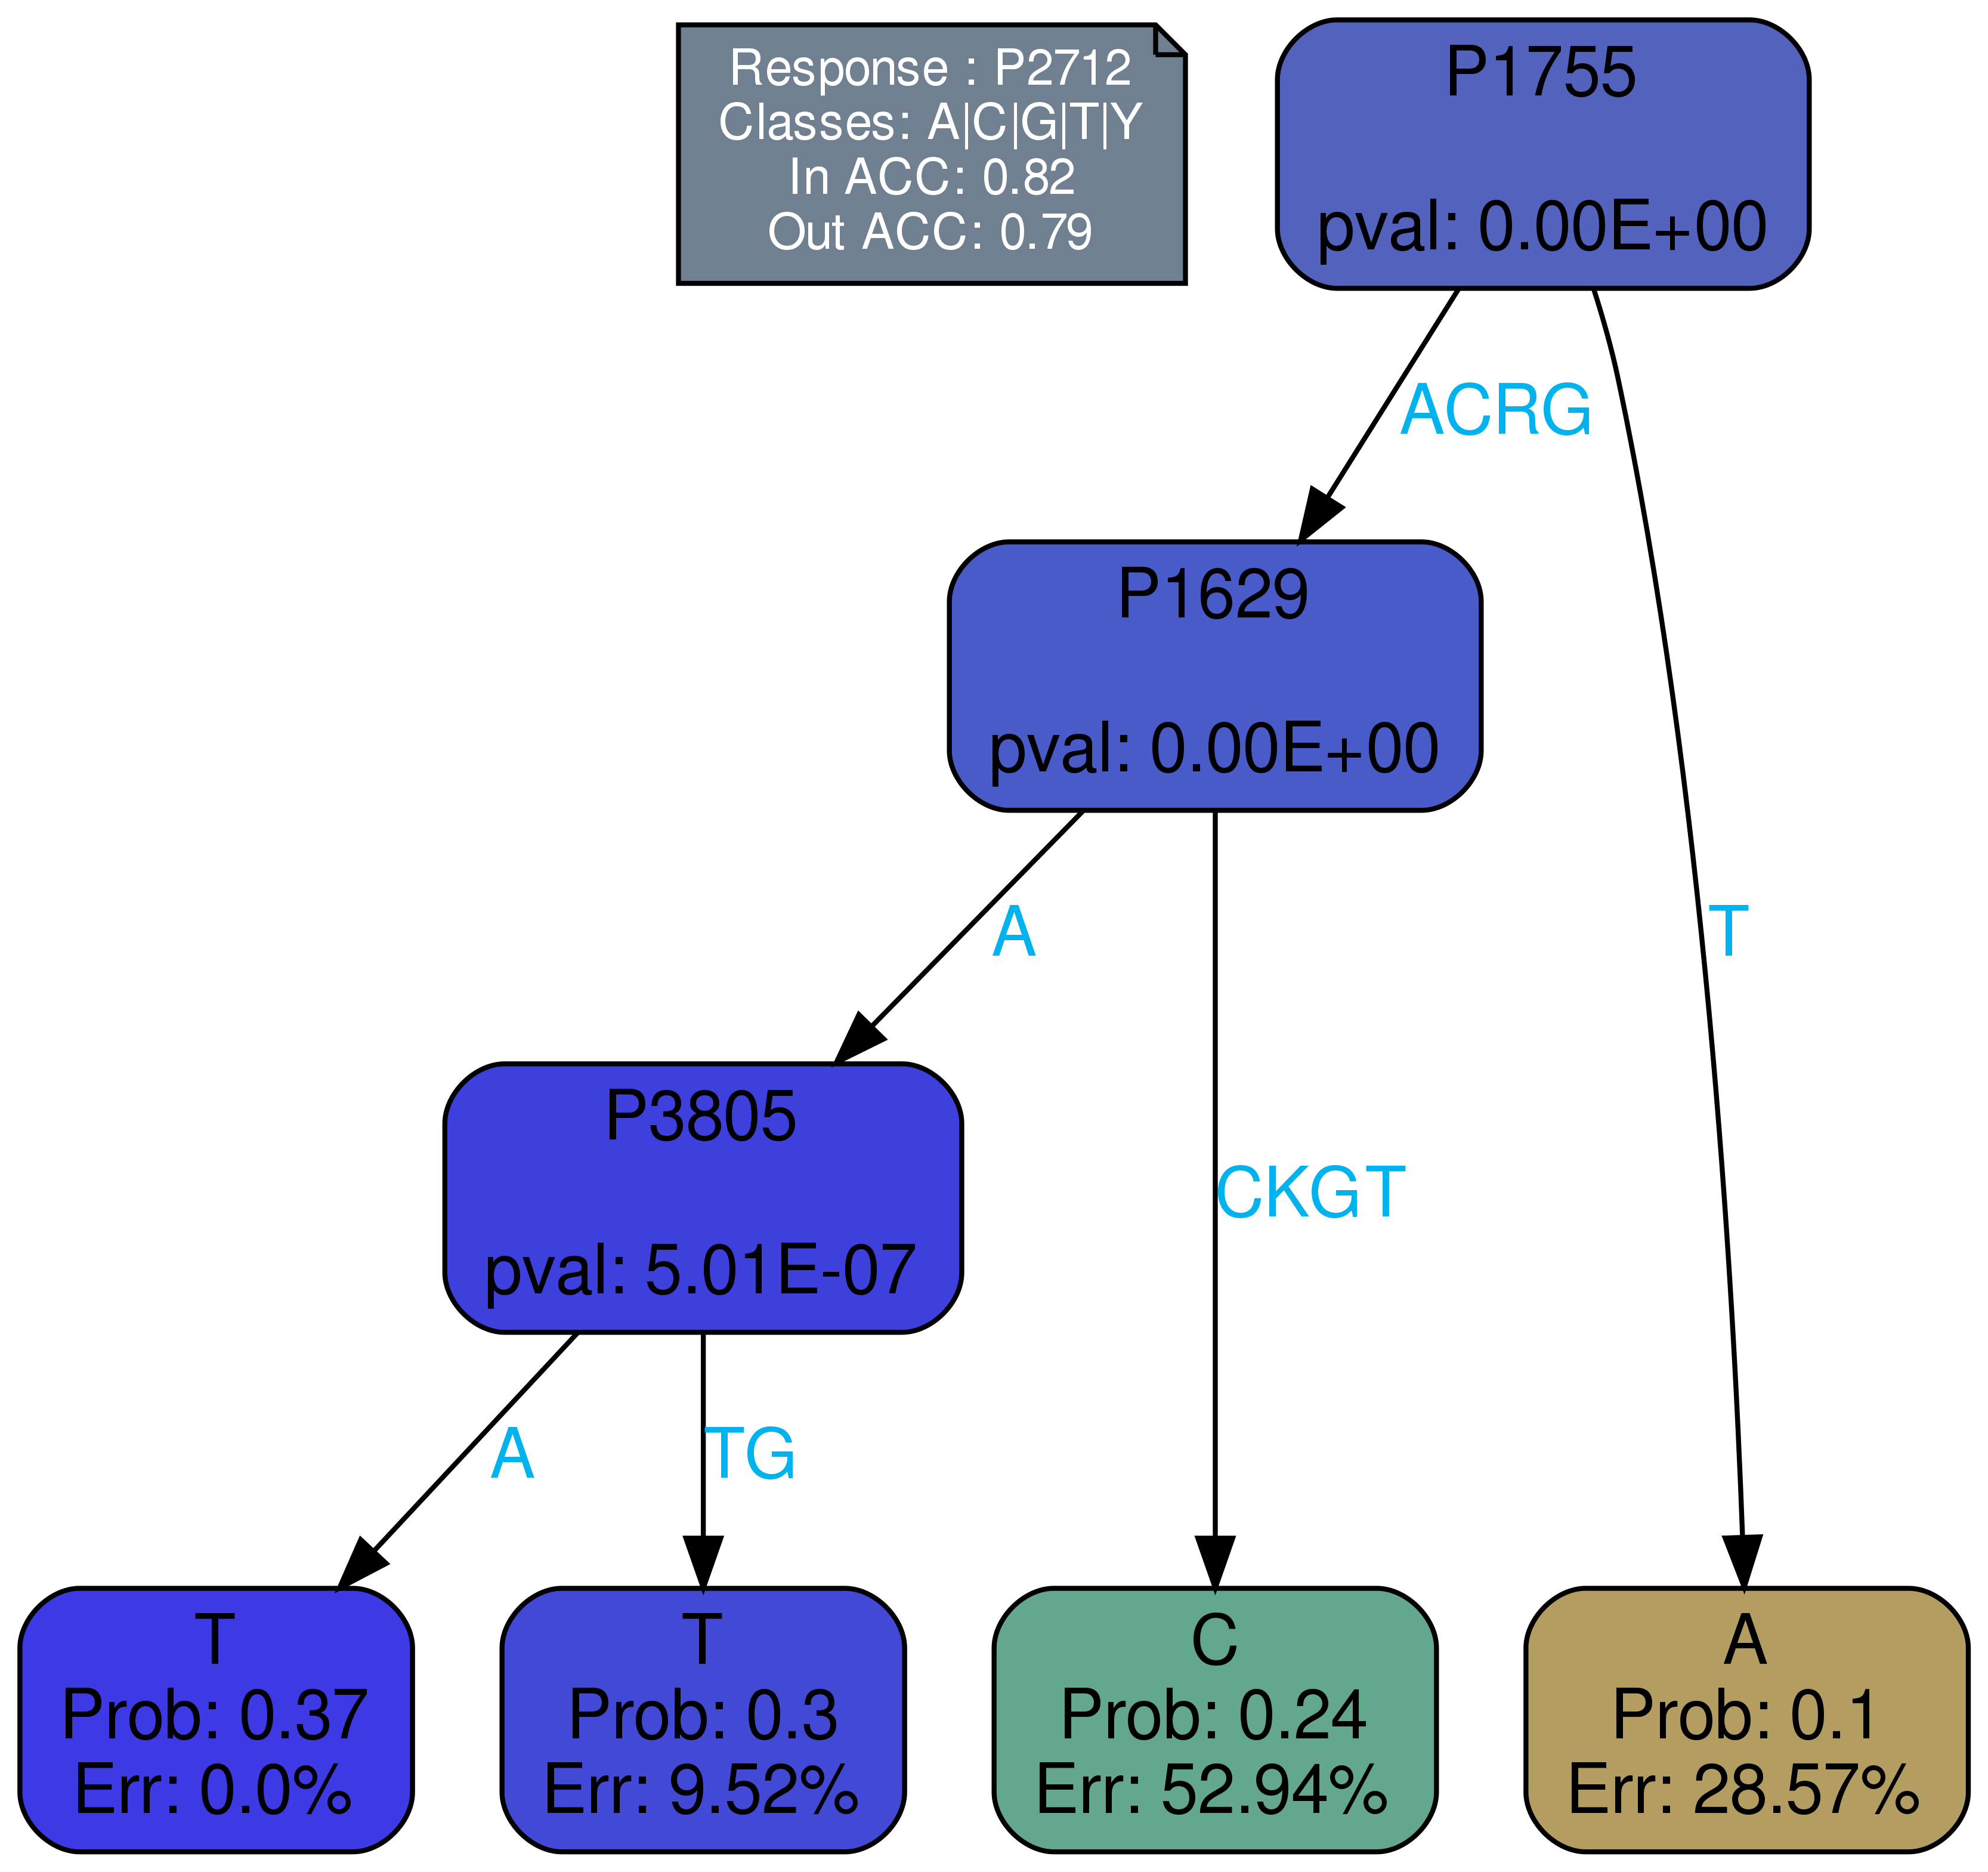 Response : P2712
Classes: A|C|G|T|Y
In ACC: 0.82
Out ACC: 0.79
P1755
pval: 0.00E+00
ACRG
P1629
pval: 0.00E+00
A
T
P3805
pval: 5.01E-07
CKGT
A
TG
T
Prob: 0.37
Err: 0.0%
T
Prob: 0.3
Err: 9.52%
C
Prob: 0.24
Err: 52.94%
A
Prob: 0.1
Err: 28.57%